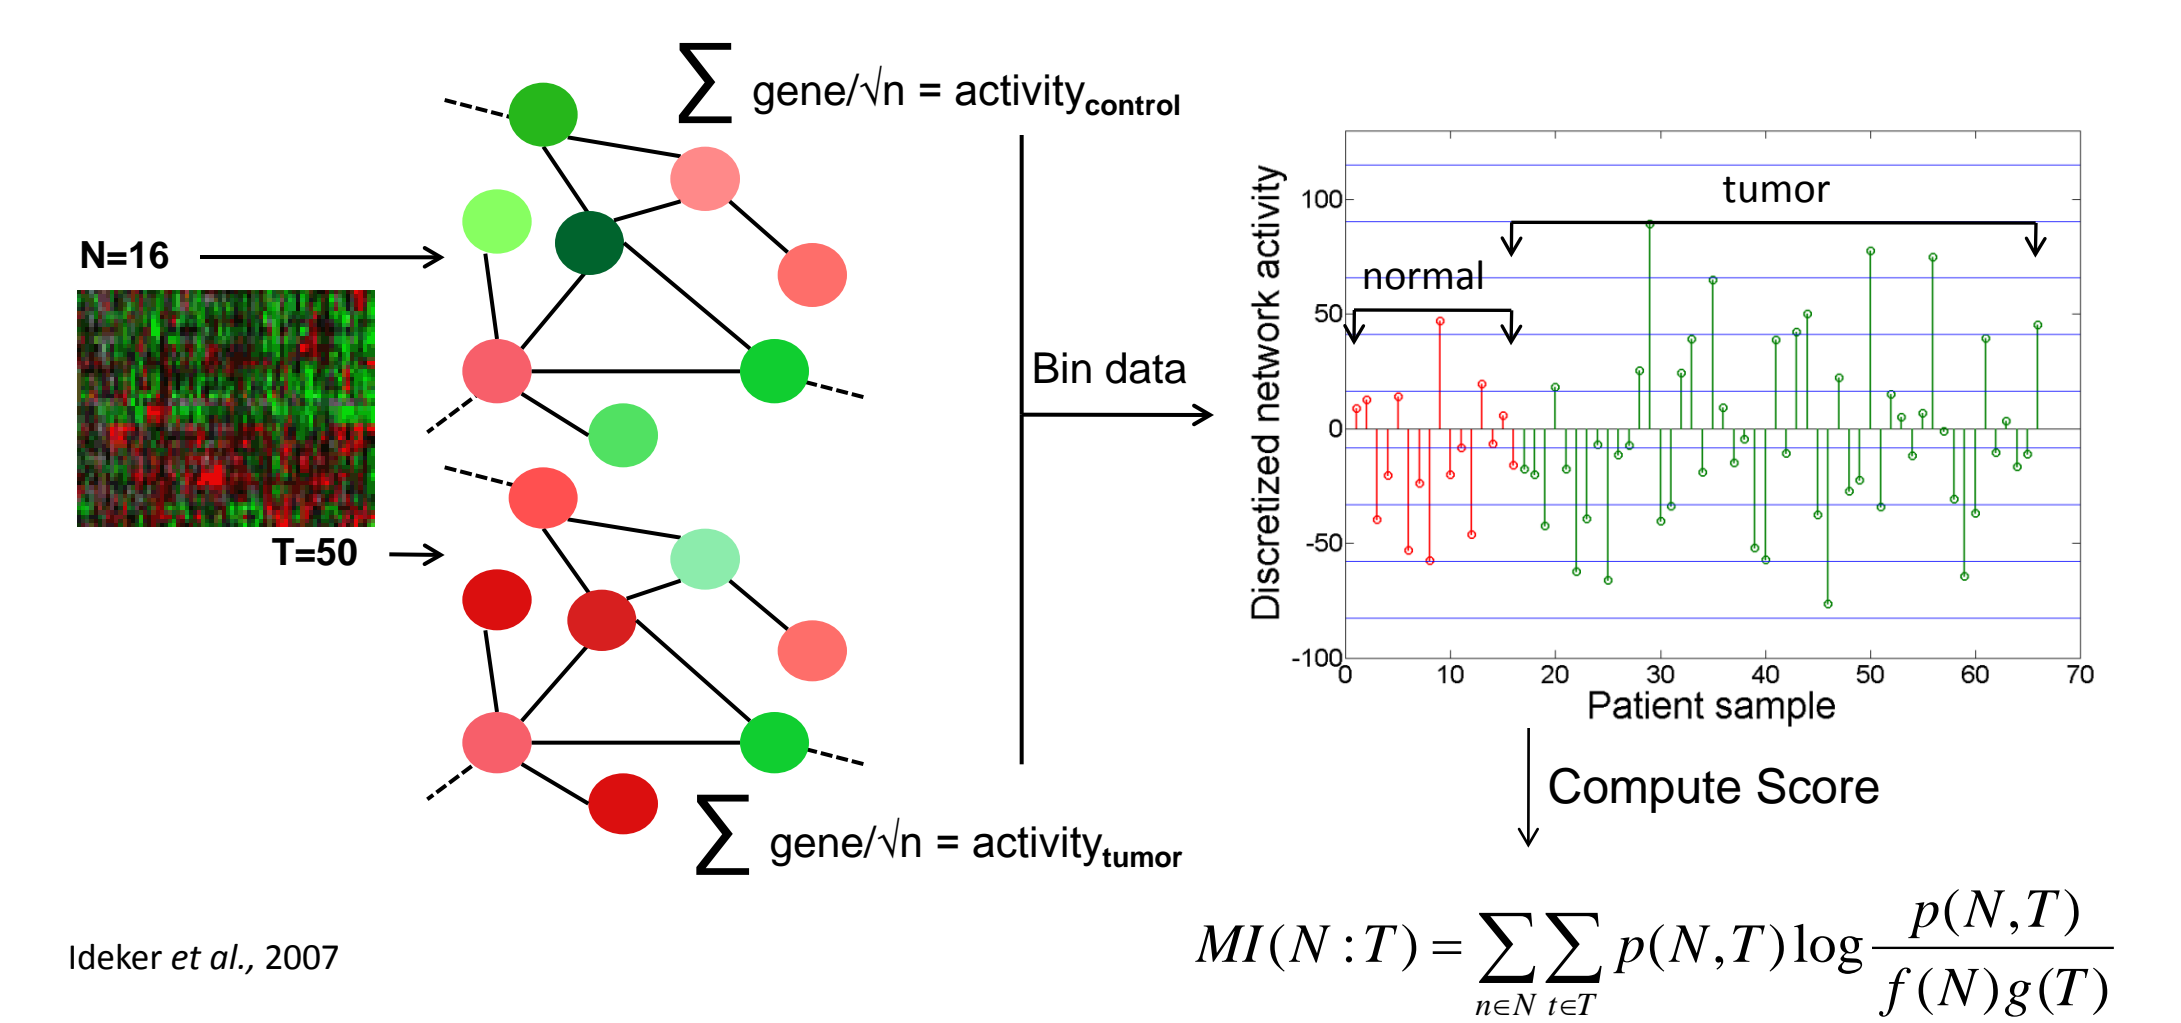 ∑ gene/√n = activity_control
N=16
T=50
∑ gene/√n = activity_tumor
Bin data
Discretized network activity
100
50
0
-50
-100
normal
tumor
0 10 20 30 40 50 60 70
Patient sample
Compute Score
MI(N:T) = ∑_{n∈N} ∑_{t∈T} p(N,T) log p(N,T) / f(N)g(T)
Ideker et al., 2007